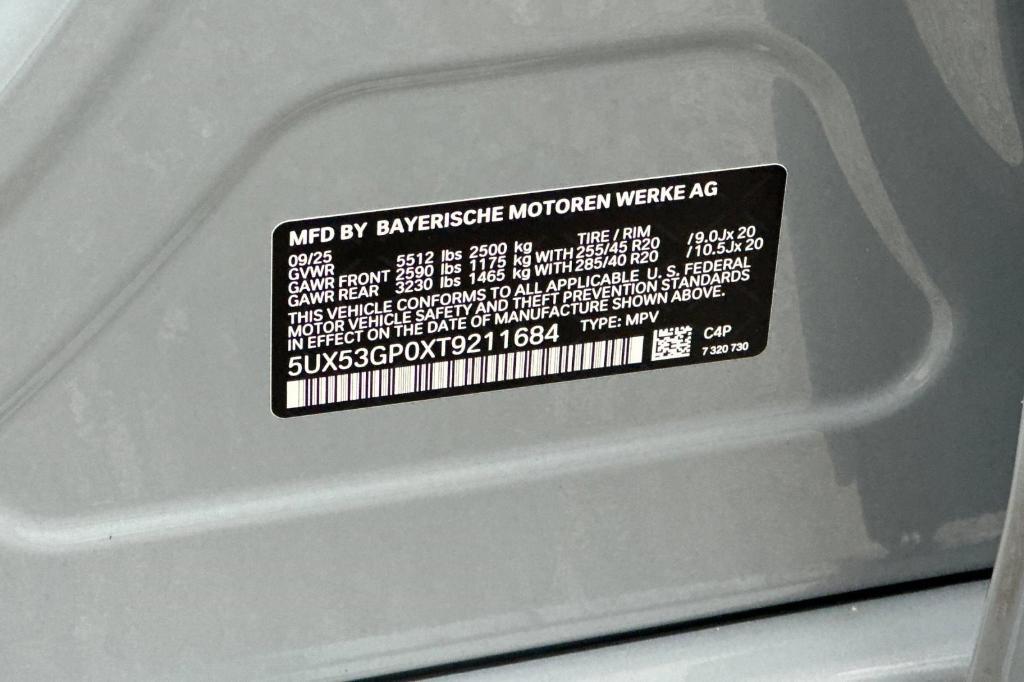 MFD BY BAYERISCHE MOTOREN WERKE AG
09/25 TIRE / RIM
GVWR 5512 lbs 2500 kg
GAWR FRONT 2590 lbs 1175 kg WITH 255/45 R20 /9.0Jx 20
GAWR REAR 3230 lbs 1465 kg WITH 285/40 R20 /10.5Jx 20
THIS VEHICLE CONFORMS TO ALL APPLICABLE U. S. FEDERAL
MOTOR VEHICLE SAFETY AND THEFT PREVENTION STANDARDS
IN EFFECT ON THE DATE OF MANUFACTURE SHOWN ABOVE.
5UX53GP0XT9211684 TYPE: MPV
C4P
7 320 730